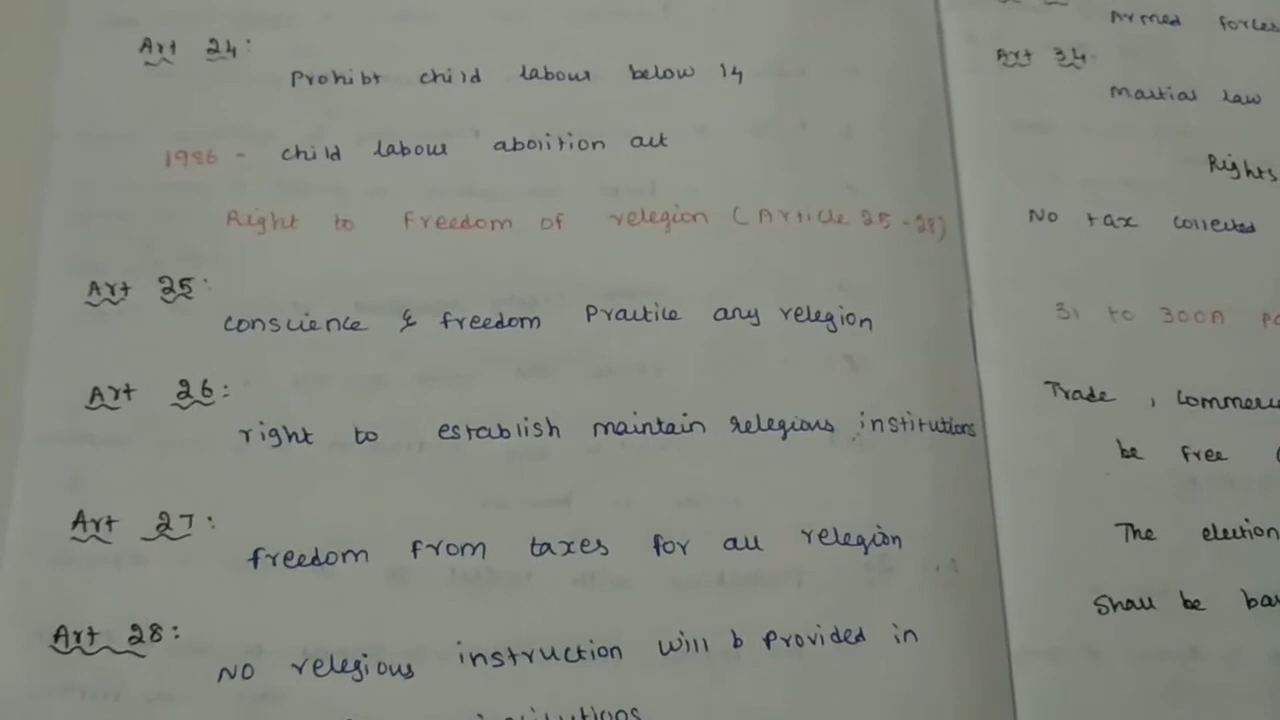 Art 24:
Prohibt child labour below 14
1986 - child labour abolition act
Right to Freedom of relegion (Article 25-28)
Art 25:
conscience & freedom Practice any relegion
Art 26:
right to establish maintain relegious institutions
Art 27:
freedom from taxes for all relegion
Art 28:
NO relegious instruction will b provided in
institutions
Armed forces
Art 34
Martial law
Rights
NO tax collected
31 to 300A
Trade, commerc
be free
The election
Shall be ba